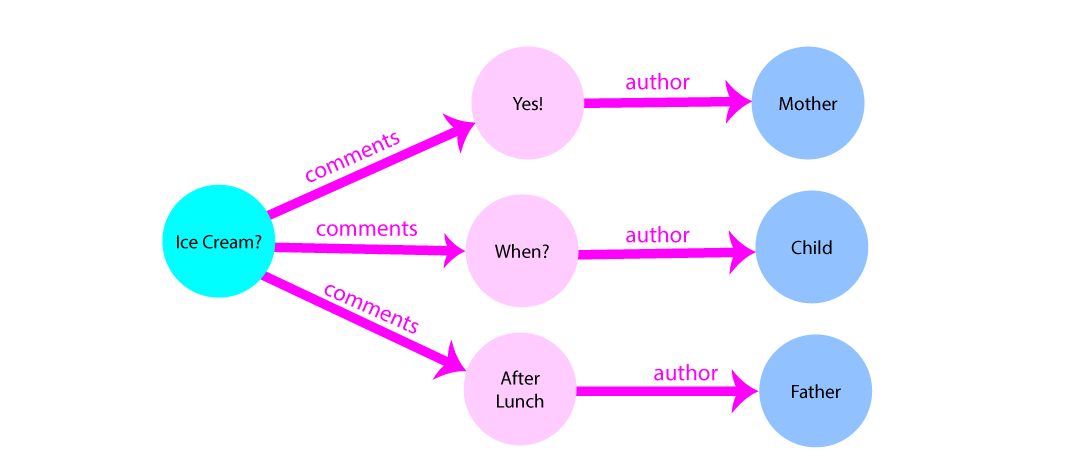 Ice Cream?
comments
Yes!
author
Mother
comments
When?
author
Child
comments
After
Lunch
author
Father